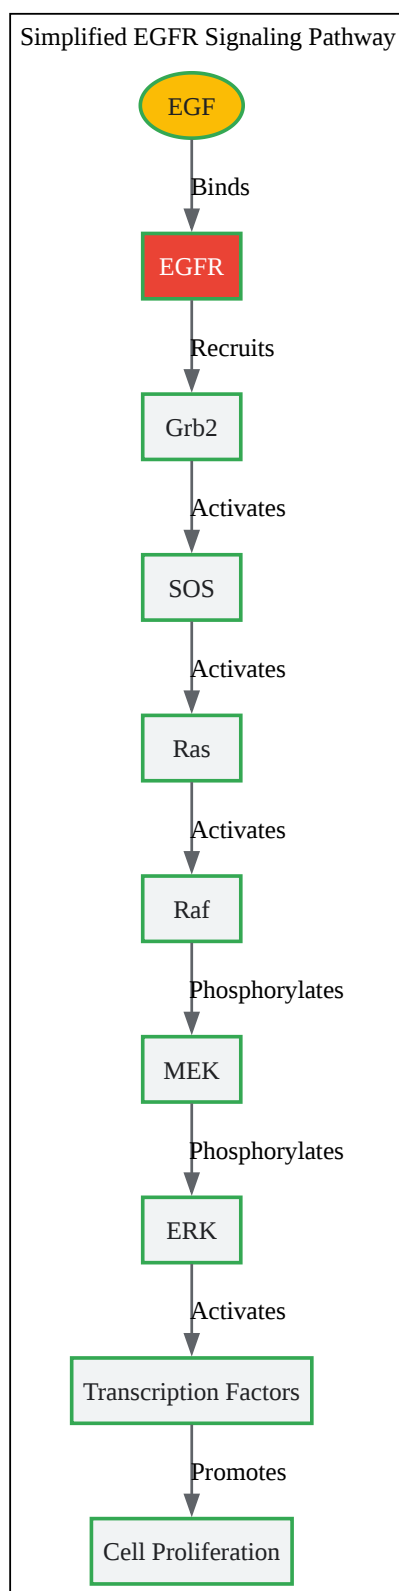 Simplified EGFR Signaling Pathway
EGF
Binds
EGFR
Recruits
Grb2
Activates
SOS
Activates
Ras
Activates
Raf
Phosphorylates
MEK
Phosphorylates
ERK
Activates
Transcription Factors
Promotes
Cell Proliferation